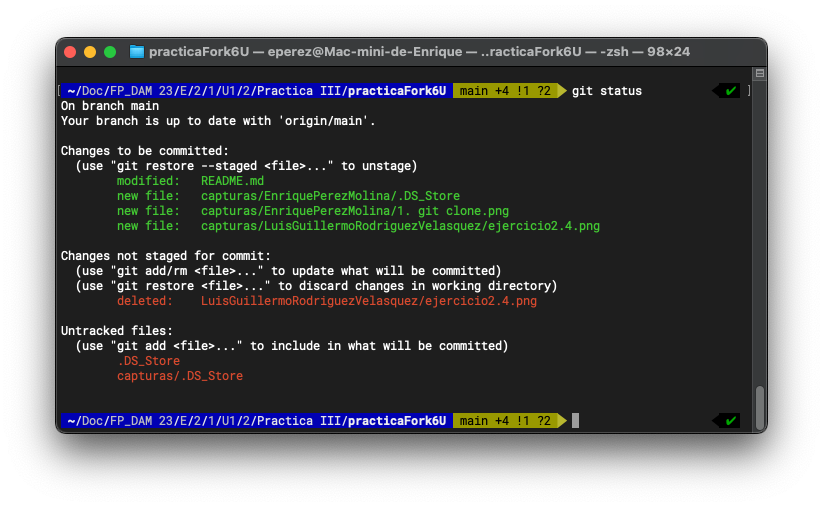 practicaFork6U — eperez@Mac-mini-de-Enrique — ..racticaFork6U — -zsh — 98×24
[ ~/Doc/FP_DAM 23/E/2/1/U1/2/Practica III/practicaFork6U main +4 !1 ?2 git status ✔ ]
On branch main
Your branch is up to date with 'origin/main'.
Changes to be committed:
(use "git restore --staged <file>..." to unstage)
modified: README.md
new file: capturas/EnriquePerezMolina/.DS_Store
new file: capturas/EnriquePerezMolina/1. git clone.png
new file: capturas/LuisGuillermoRodriguezVelasquez/ejercicio2.4.png
Changes not staged for commit:
(use "git add/rm <file>..." to update what will be committed)
(use "git restore <file>..." to discard changes in working directory)
deleted: LuisGuillermoRodriguezVelasquez/ejercicio2.4.png
Untracked files:
(use "git add <file>..." to include in what will be committed)
.DS_Store
capturas/.DS_Store
~/Doc/FP_DAM 23/E/2/1/U1/2/Practica III/practicaFork6U main +4 !1 ?2 ✔